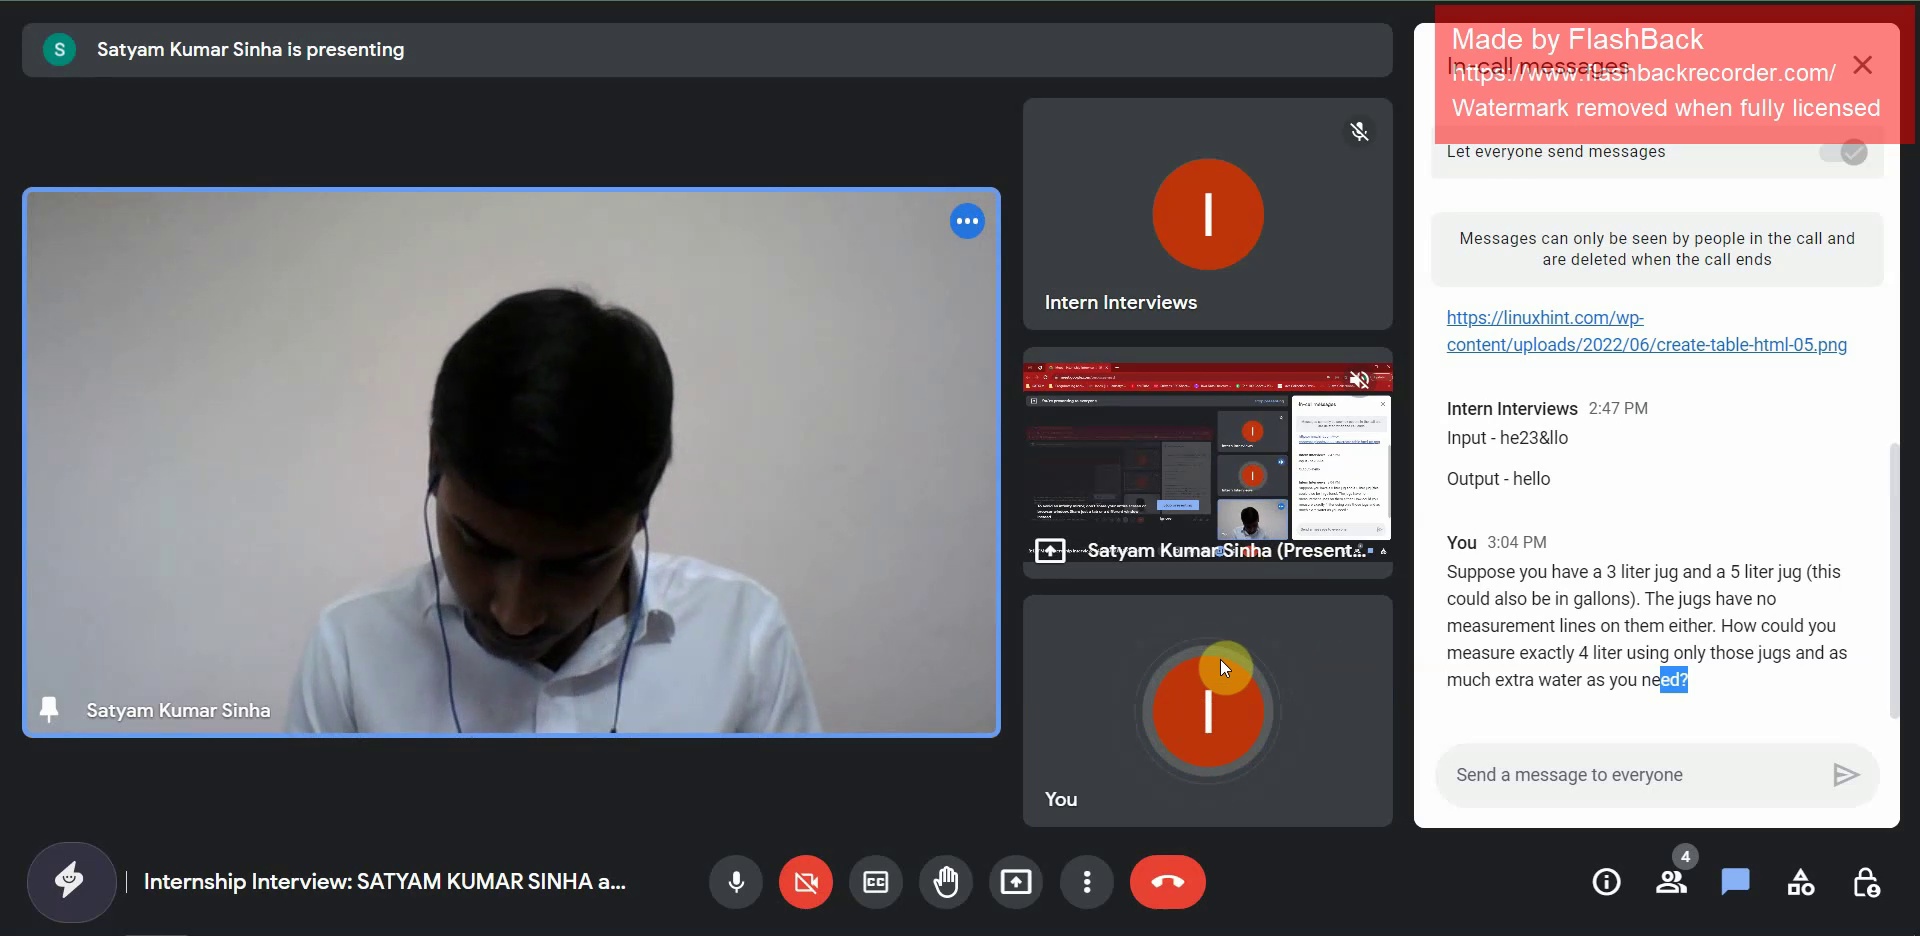 S
Satyam Kumar Sinha is presenting
Satyam Kumar Sinha
I
Intern Interviews
Satyam Kumar Sinha (Present...
I
You
Made by FlashBack
In-call messages
https://www.flashbackrecorder.com/
Watermark removed when fully licensed
Let everyone send messages
Messages can only be seen by people in the call and
are deleted when the call ends
https://linuxhint.com/wp-
content/uploads/2022/06/create-table-html-05.png
Intern Interviews 2:47 PM
Input - he23&llo
Output - hello
You 3:04 PM
Suppose you have a 3 liter jug and a 5 liter jug (this
could also be in gallons). The jugs have no
measurement lines on them either. How could you
measure exactly 4 liter using only those jugs and as
much extra water as you need?
Send a message to everyone
Internship Interview: SATYAM KUMAR SINHA a...
CC
4